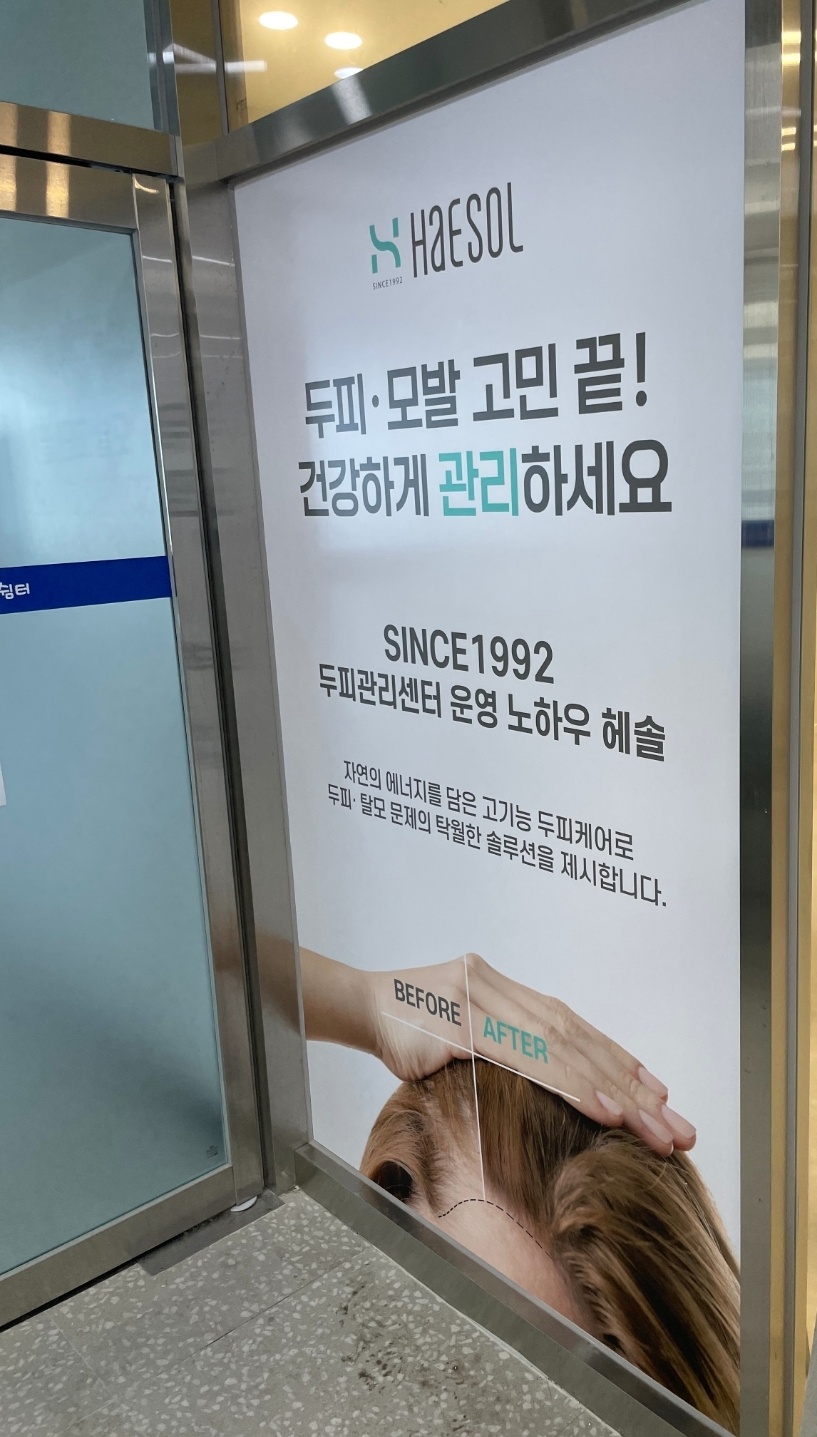 HaESOL
SINCE1992
두피·모발 고민 끝!
건강하게 관리하세요
쉼터
SINCE1992
두피관리센터 운영 노하우 헤솔
자연의 에너지를 담은 고기능 두피케어로
두피·탈모 문제의 탁월한 솔루션을 제시합니다.
BEFORE
AFTER